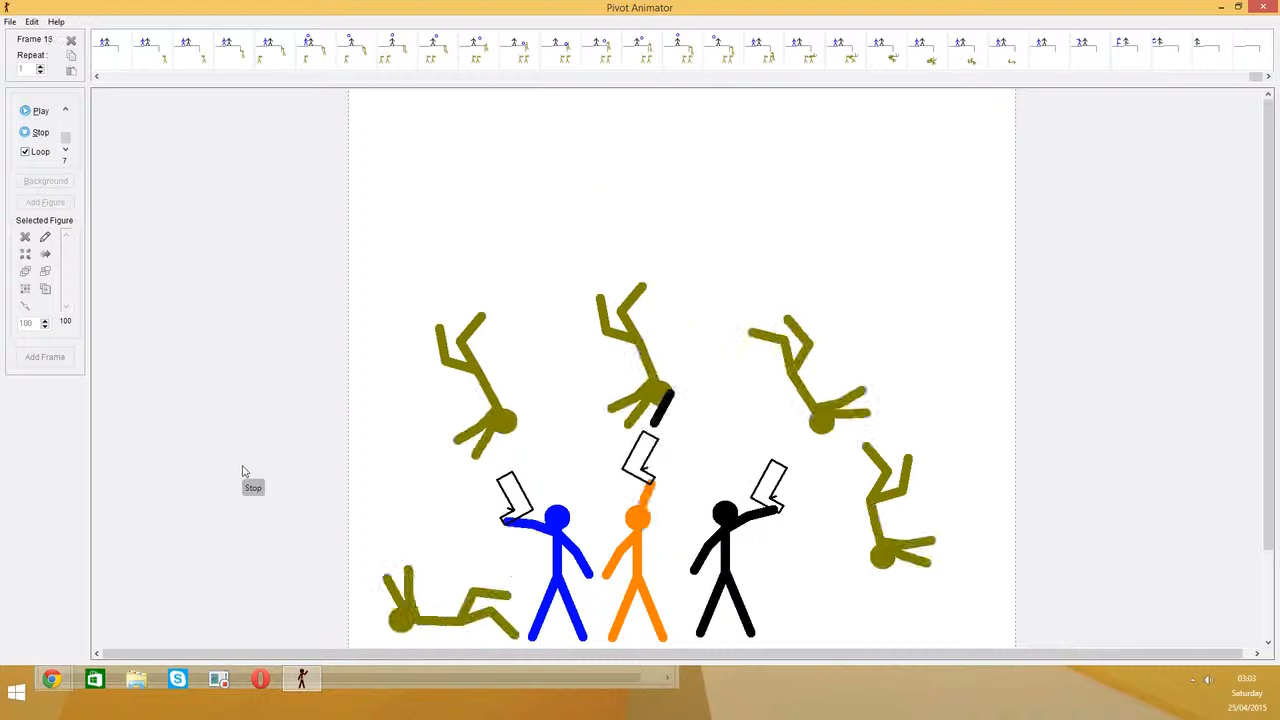 Pivot Animator
File Edit Help
Frame 15
Repeat:
1
Play
Stop
Loop
7
Background
Add Figure
Selected Figure
100
100
Add Frame
Stop
03:03
Saturday
25/04/2015